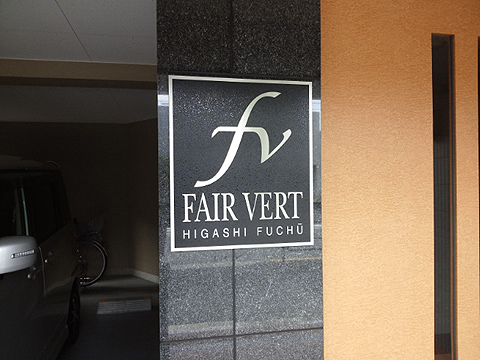 fv
FAIR VERT
HIGASHI FUCHŪ